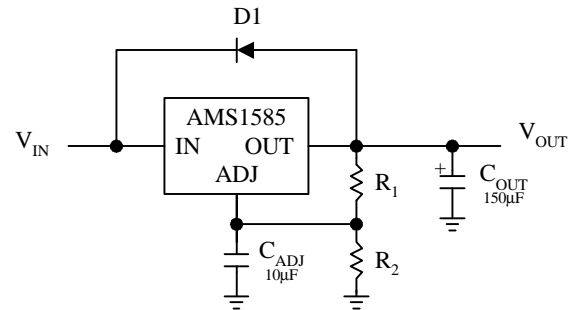 D1
AMS1585
V_IN
IN OUT
V_OUT
ADJ
+
R_1
C_OUT
150μF
C_ADJ
10μF
R_2